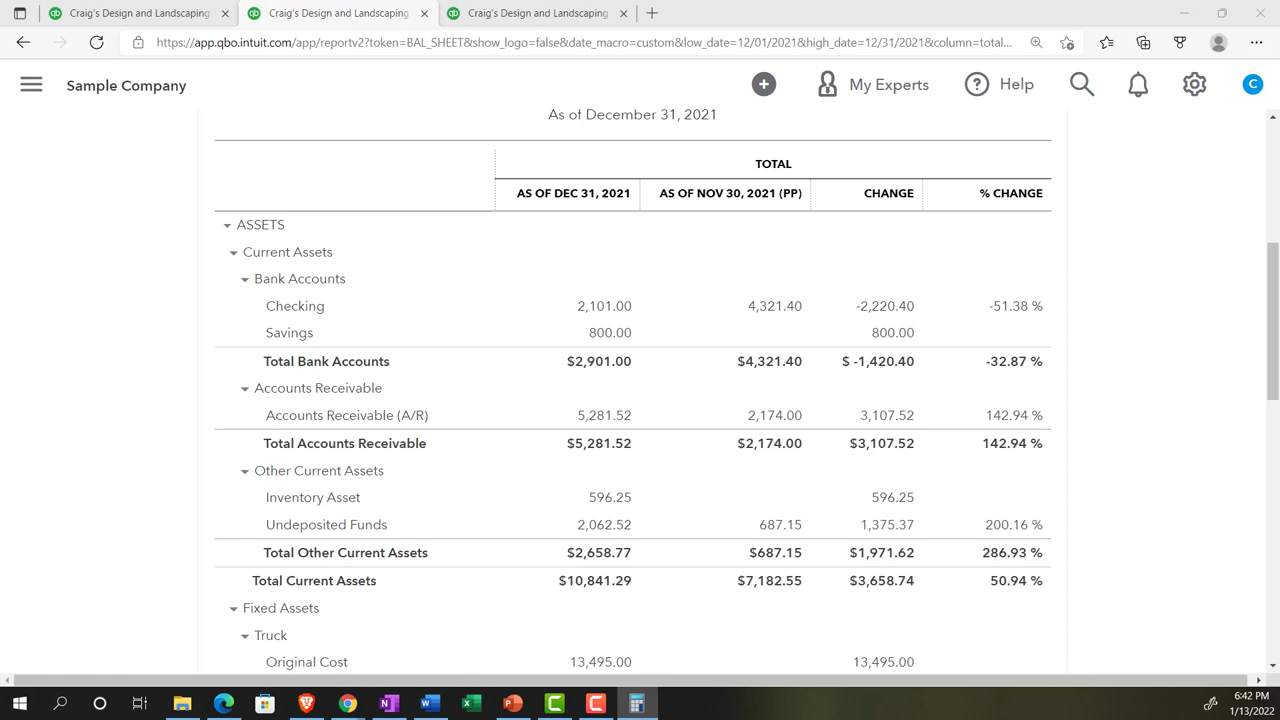 Craig's Design and Landscaping
Craig's Design and Landscaping
Craig's Design and Landscaping
https://app.qbo.intuit.com/app/reportv2?token=BAL_SHEET&show_logo=false&date_macro=custom&low_date=12/01/2021&high_date=12/31/2021&column=total...
Sample Company
My Experts
Help
C
As of December 31, 2021
TOTAL
AS OF DEC 31, 2021 AS OF NOV 30, 2021 (PP) CHANGE % CHANGE
ASSETS
Current Assets
Bank Accounts
Checking 2,101.00 4,321.40 -2,220.40 -51.38 %
Savings 800.00 800.00
Total Bank Accounts $2,901.00 $4,321.40 $ -1,420.40 -32.87 %
Accounts Receivable
Accounts Receivable (A/R) 5,281.52 2,174.00 3,107.52 142.94 %
Total Accounts Receivable $5,281.52 $2,174.00 $3,107.52 142.94 %
Other Current Assets
Inventory Asset 596.25 596.25
Undeposited Funds 2,062.52 687.15 1,375.37 200.16 %
Total Other Current Assets $2,658.77 $687.15 $1,971.62 286.93 %
Total Current Assets $10,841.29 $7,182.55 $3,658.74 50.94 %
Fixed Assets
Truck
Original Cost 13,495.00 13,495.00
6:42 PM
1/13/2022